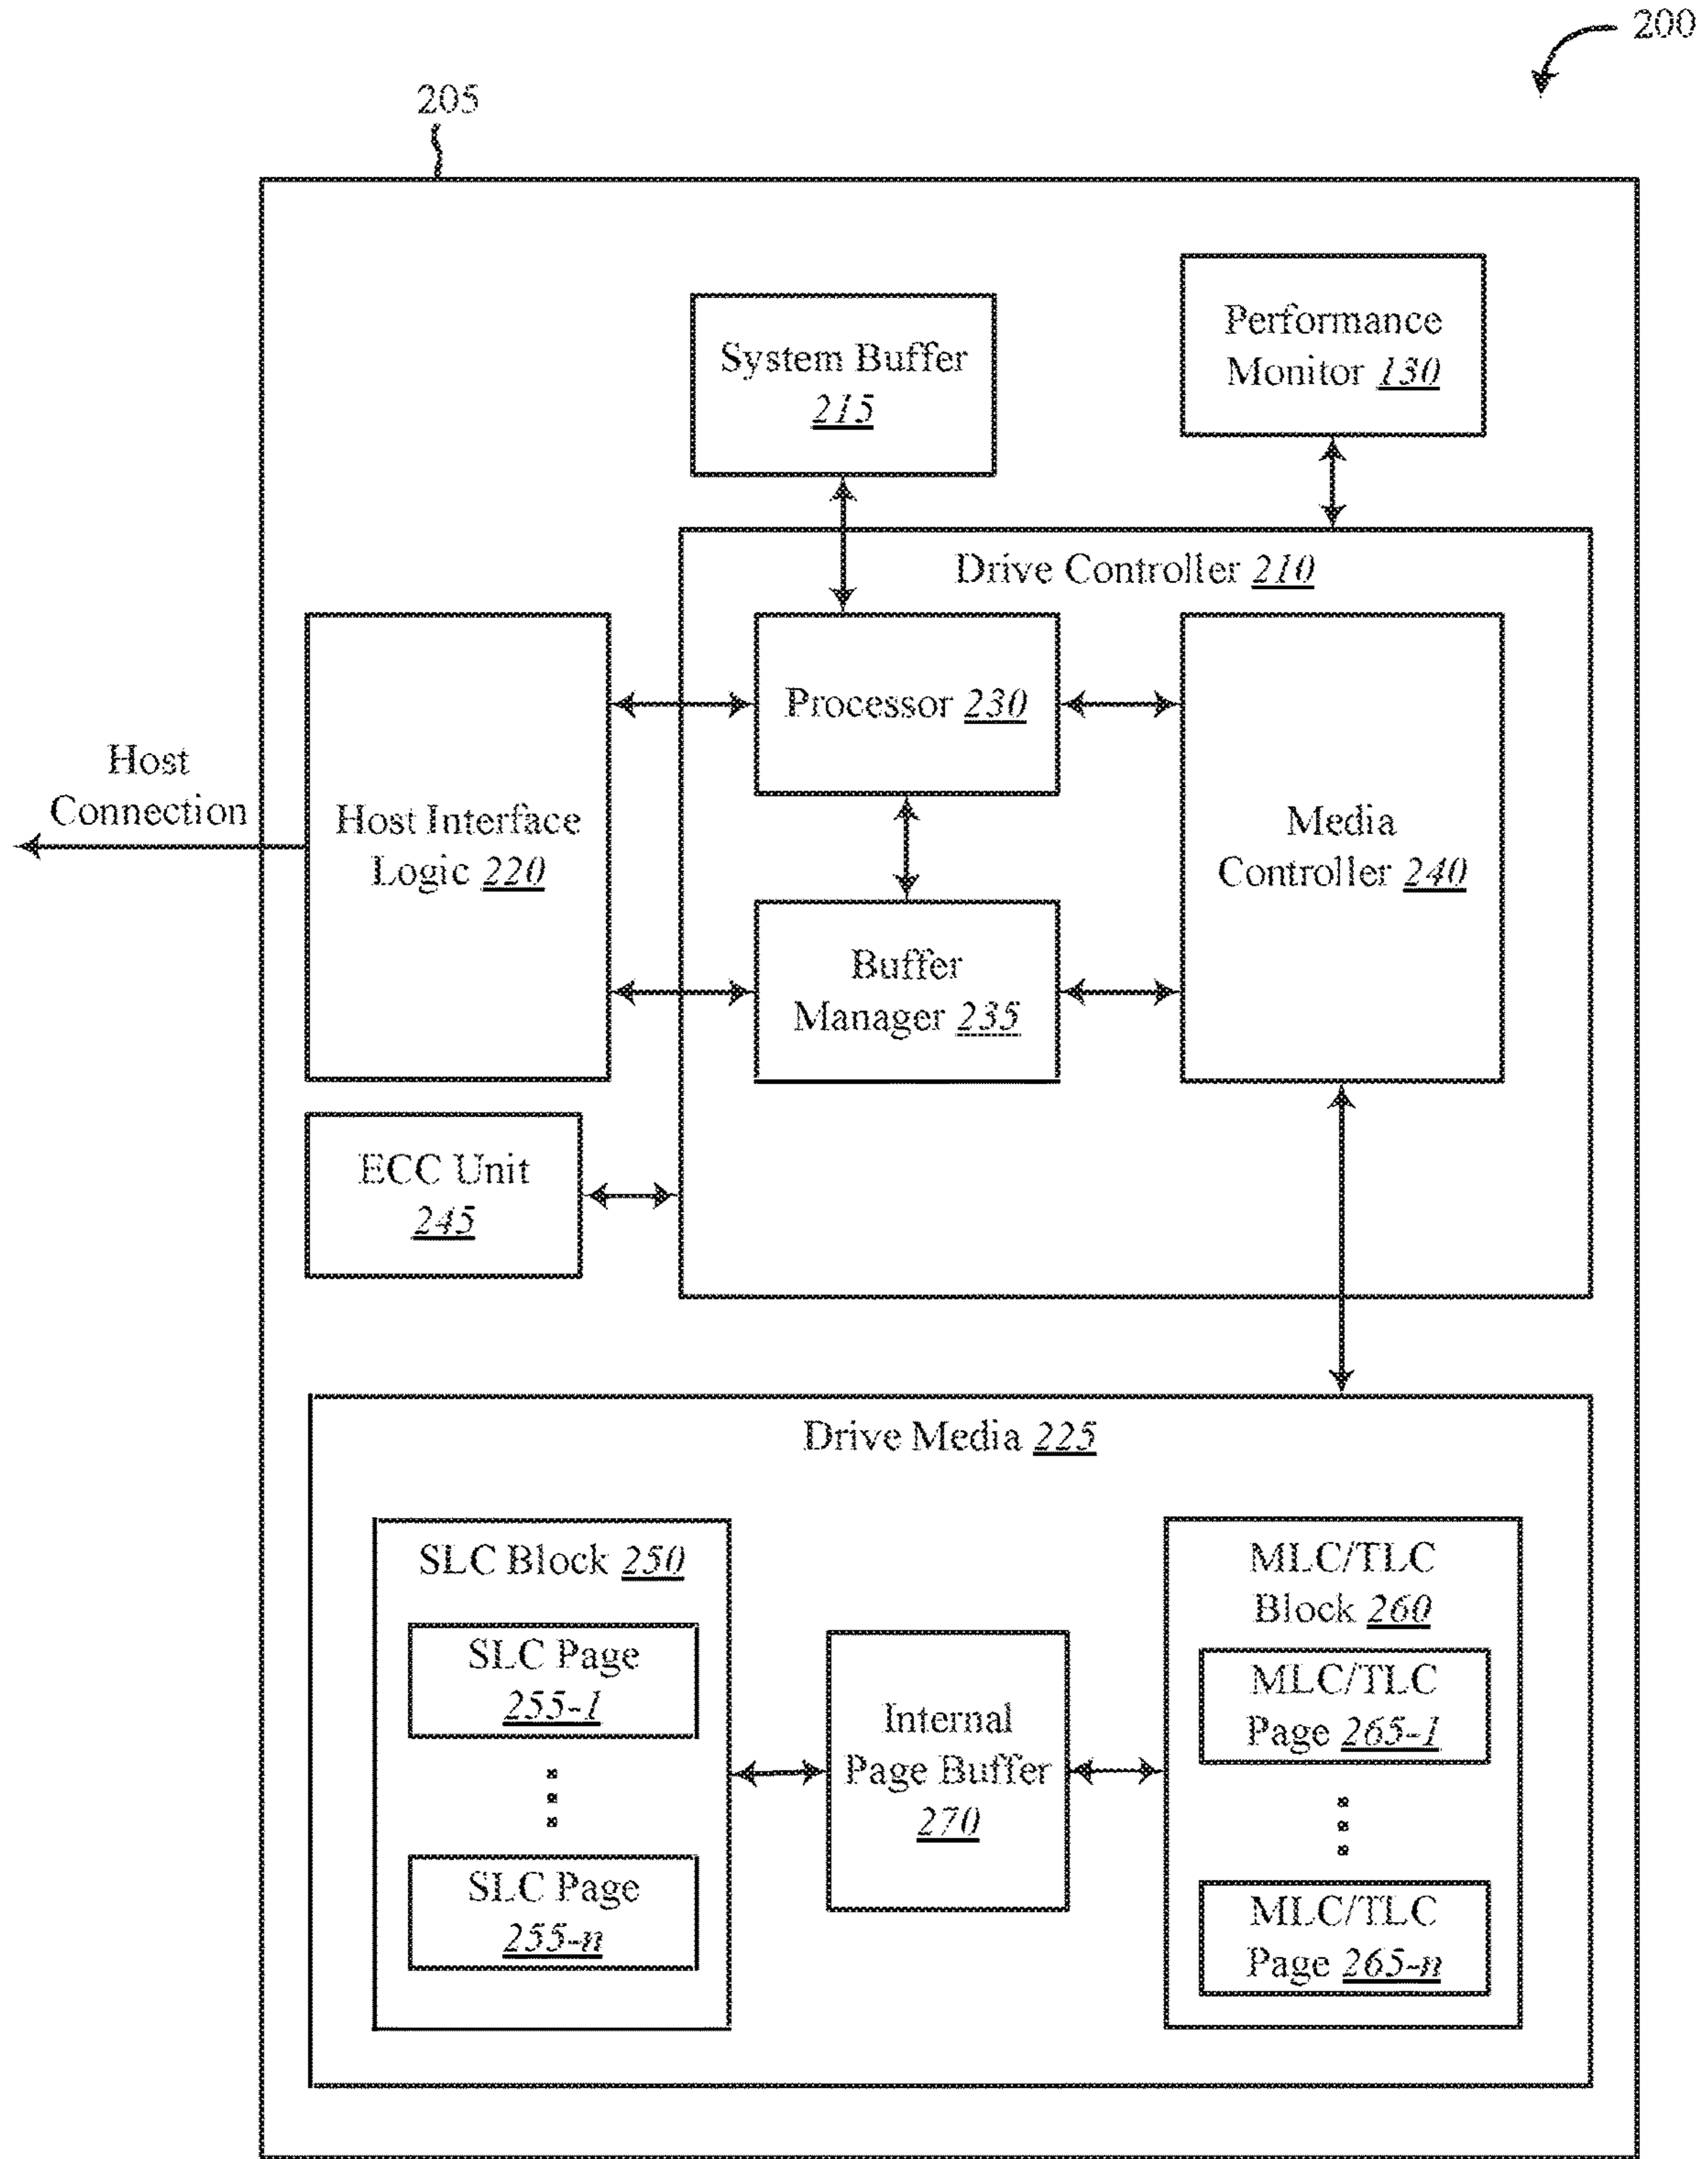 200
205
Performance
Monitor 130
System Buffer
215
Drive Controller 210
Processor 230
Host
Connection
Host Interface
Logic 220
Media
Controller 240
Buffer
Manager 235
ECC Unit
245
Drive Media 225
SLC Block 250
SLC Page
255-1
SLC Page
255-n
Internal
Page Buffer
270
MLC/TLC
Block 260
MLC/TLC
Page 265-1
MLC/TLC
Page 265-n